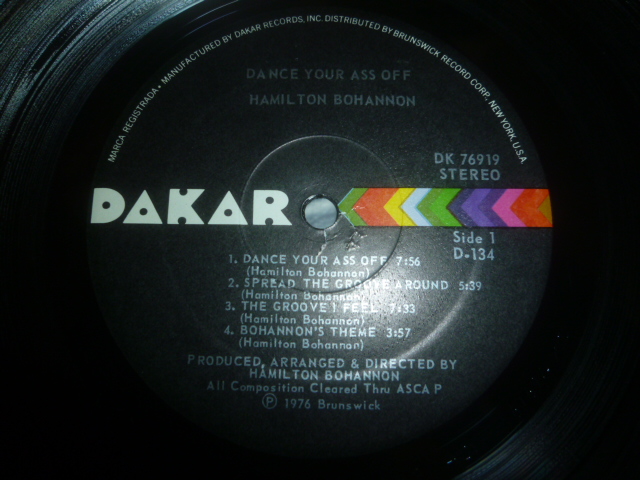 MARCA REGISTRADA • MANUFACTURED BY DAKAR RECORDS, INC. DISTRIBUTED BY BRUNSWICK RECORD CORP. NEW YORK, U.S.A.
DANCE YOUR ASS OFF
HAMILTON BOHANNON
DK 76919
STEREO
DAKAR
Side 1
D-134
1. DANCE YOUR ASS OFF 7:56
(Hamilton Bohannon)
2. SPREAD THE GROOVE AROUND 5:39
(Hamilton Bohannon)
3. THE GROOVE I FEEL 7:33
(Hamilton Bohannon)
4. BOHANNON'S THEME 3:57
(Hamilton Bohannon)
PRODUCED, ARRANGED & DIRECTED BY
HAMILTON BOHANNON
All Composition Cleared Thru ASCAP
Ⓟ 1976 Brunswick